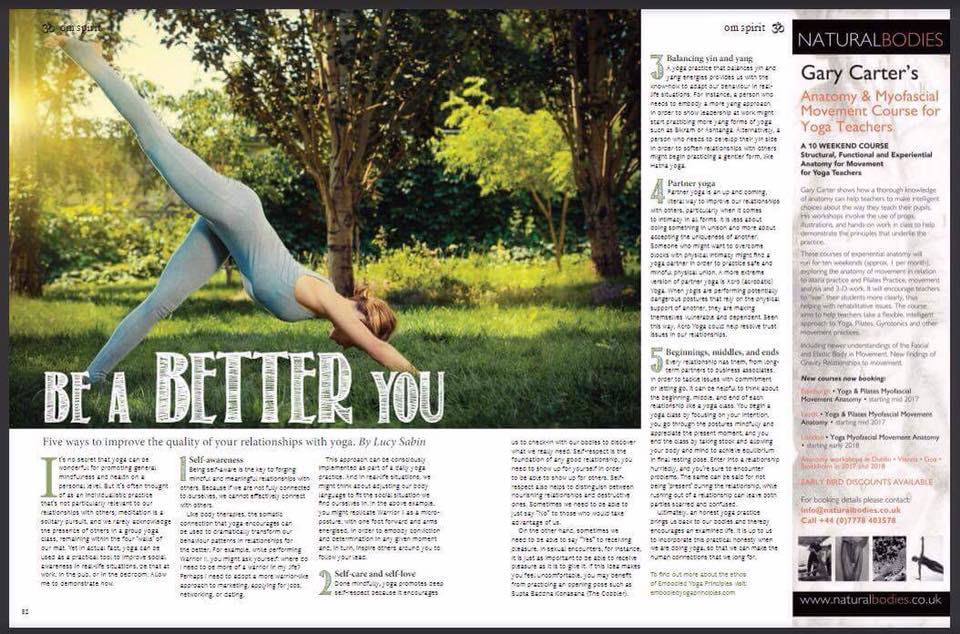 om spirit
BE A BETTER YOU
Five ways to improve the quality of your relationships with yoga. By Lucy Sabin
It's no secret that yoga can be
wonderful for promoting general
mindfulness and health on a
personal level. But it's often thought
of as an individualistic practice
that's not particularly relevant to our
relationships with others; meditation is a
solitary pursuit, and we rarely acknowledge
the presence of others in a group yoga
class, remaining within the four "walls" of
our mat. Yet in actual fact, yoga can be
used as a practical tool to improve social
awareness in real-life situations, be that at
work, in the pub, or in the bedroom. Allow
me to demonstrate now.
1 Self-awareness
Being self-aware is the key to forging
mindful and meaningful relationships with
others. Because if we are not fully connected
to ourselves, we cannot effectively connect
with others.
Like body therapies, the somatic
connection that yoga encourages can
be used to dramatically transform our
behaviour patterns in relationships for
the better. For example, while performing
Warrior II, you might ask yourself: where do
I need to be more of a warrior in my life?
Perhaps I need to adopt a more warrior-like
approach to marketing, applying for jobs,
networking, or dating.
This approach can be consciously
implemented as part of a daily yoga
practice. And in real-life situations, we
might think about adjusting our body
language to fit the social situation we
find ourselves in. In the above example,
you might replicate Warrior I as a micro-
posture, with one foot forward and arms
energised, in order to embody conviction
and determination in any given moment
and, in turn, inspire others around you to
follow your lead.
2 Self-care and self-love
Done mindfully, yoga promotes deep
self-respect because it encourages
us to check-in with our bodies to discover
what we really need. Self-respect is the
foundation of any good relationship; you
need to show up for yourself in order
to be able to show up for others. Self-
respect also helps to distinguish between
nourishing relationships and destructive
ones. Sometimes we need to be able to
just say "No" to those who would take
advantage of us.
On the other hand, sometimes we
need to be able to say "Yes" to receiving
pleasure. In sexual encounters, for instance,
it is just as important to be able to receive
pleasure as it is to give it. If this idea makes
you feel uncomfortable, you may benefit
from practicing an opening pose such as
Supta Baddha Konasana (The Cobbler).
82
om spirit
3 Balancing yin and yang
A yoga practice that balances yin and
yang energies provides us with the
know-how to adapt our behaviour in real-
life situations. For instance, a person who
needs to embody a more yang approach
in order to show leadership at work might
start practicing more yang forms of yoga
such as Bikram or Ashtanga. Alternatively, a
person who needs to develop their yin side
in order to soften relationships with others
might begin practicing a gentler form, like
Hatha yoga.
4 Partner yoga
Partner yoga is an up and coming,
literal way to improve our relationships
with others, particularly when it comes
to intimacy in all forms. It is less about
doing something in unison and more about
accepting the uniqueness of another.
Someone who might want to overcome
blocks with physical intimacy might find a
yoga partner in order to practice safe and
mindful physical union. A more extreme
version of partner yoga is Acro (acrobatic)
Yoga. When yogis are performing potentially
dangerous postures that rely on the physical
support of another, they are making
themselves vulnerable and dependent. Seen
this way, Acro Yoga could help resolve trust
issues in our relationships.
5 Beginnings, middles, and ends
Every relationship has them, from long-
term partners to business associates.
In order to tackle issues with commitment
or letting go, it can be helpful to think about
the beginning, middle, and end of each
relationship like a yoga class. You begin a
yoga class by focusing on your intention,
you go through the postures mindfully and
appreciate the present moment, and you
end the class by taking stock and allowing
your body and mind to achieve equilibrium
in final resting pose. Enter into a relationship
hurriedly, and you're sure to encounter
problems. The same can be said for not
being 'present' during the relationship, while
rushing out of a relationship can leave both
parties scarred and confused.
Ultimately, an honest yoga practice
brings us back to our bodies and thereby
encourages an examined life. It is up to us
to incorporate this practical honesty when
we are doing yoga, so that we can make the
human connections that we long for.
To find out more about the ethos
of Embodied Yoga Principles visit:
embodiedyogaprinciples.com
NATURALBODIES
Gary Carter's
Anatomy & Myofascial
Movement Course for
Yoga Teachers
A 10 WEEKEND COURSE
Structural, Functional and Experiential
Anatomy for Movement
for Yoga Teachers
Gary Carter shows how a thorough knowledge
of anatomy can help teachers to make intelligent
choices about the way they teach their pupils.
His workshops involve the use of props,
illustrations, and hands-on work in class to help
demonstrate the principles that underlie the
practice.
These courses of experiential anatomy will
run for ten weekends (approx. 1 per month),
exploring the anatomy of movement in relation
to asana practice and Pilates Practice, movement
analysis and 3-D work. It will encourage teachers
to "see" their students more clearly, thus
helping with rehabilitative issues. The course
aims to help teachers take a flexible, intelligent
approach to Yoga, Pilates, Gyrotonics and other
movement practices.
Including newer understandings of the Fascial
and Elastic Body in Movement. New findings of
Gravity Relationships to movement.
New courses now booking:
Edinburgh • Yoga & Pilates Myofascial
Movement Anatomy • starting mid 2017
Leeds • Yoga & Pilates Myofascial Movement
Anatomy • starting mid 2017
London • Yoga Myofascial Movement Anatomy
• starting early 2018
Anatomy workshops in Dublin • Vienna • Goa •
Stockholm in 2017 and 2018
EARLY BIRD DISCOUNTS AVAILABLE
For booking details please contact:
info@naturalbodies.co.uk
Call +44 (0)7778 403578
www.naturalbodies.co.uk